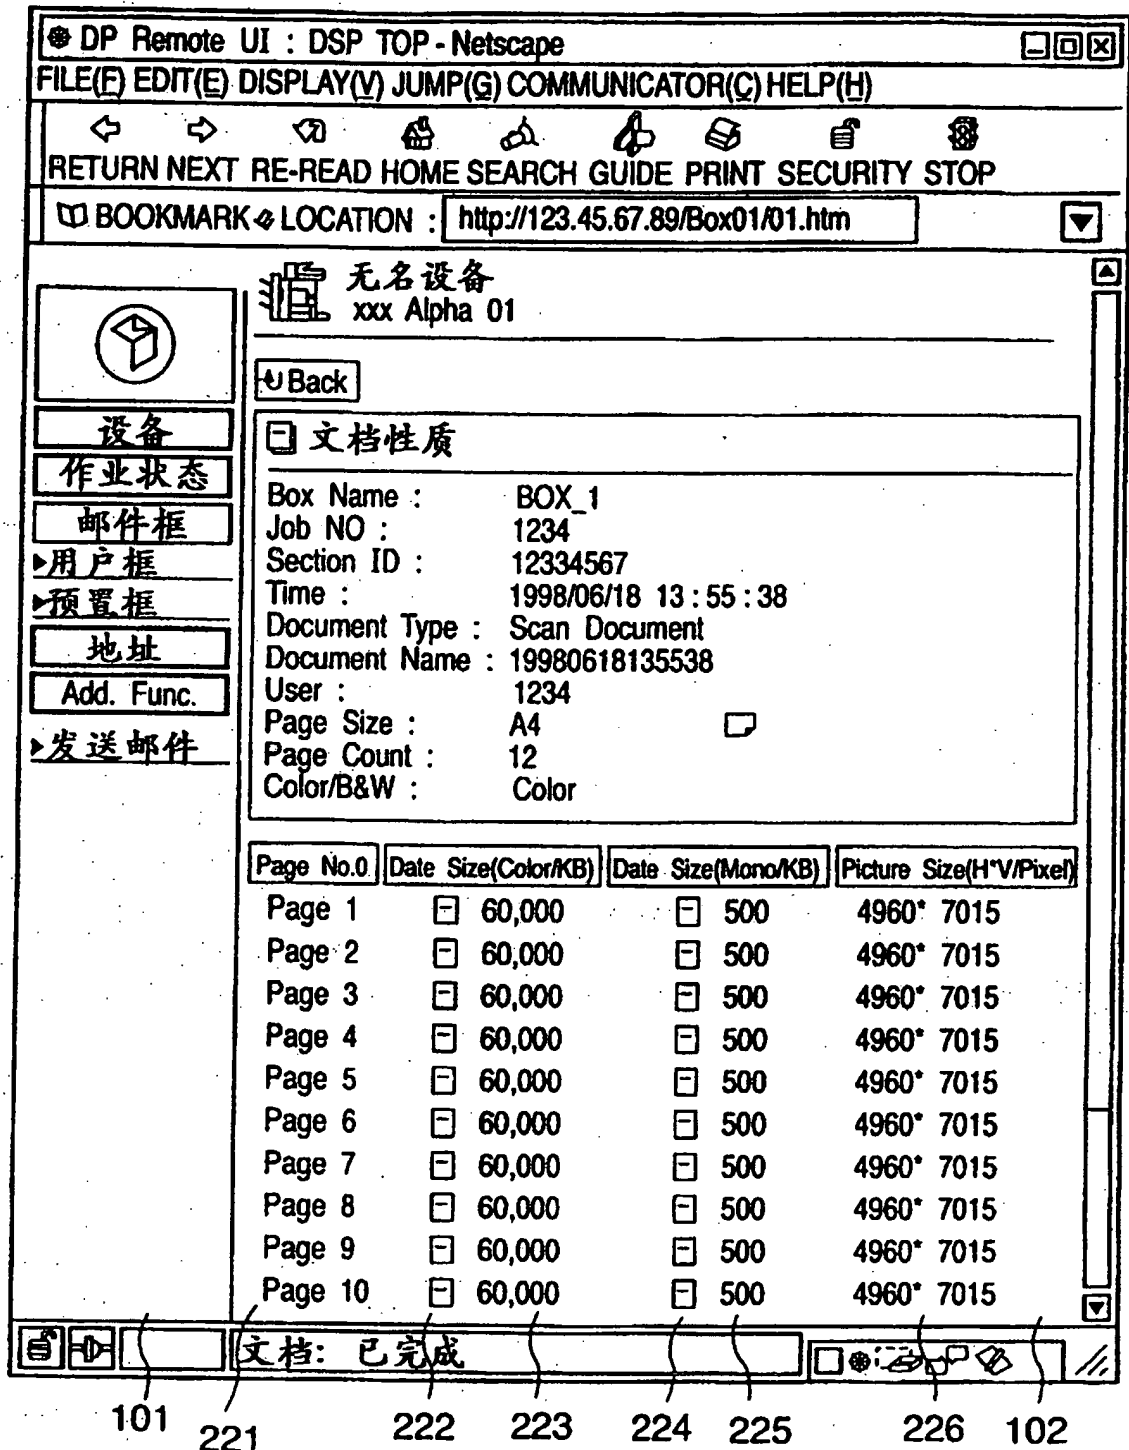 DP Remote UI : DSP TOP - Netscape
FILE(F) EDIT(E) DISPLAY(V) JUMP(G) COMMUNICATOR(C) HELP(H)
RETURN NEXT RE-READ HOME SEARCH GUIDE PRINT SECURITY STOP
BOOKMARK LOCATION : http://123.45.67.89/Box01/01.htm
无名设备
xxx Alpha 01
Back
设备
作业状态
邮件框
用户框
预置框
地址
Add. Func.
发送邮件
文档性质
Box Name : BOX_1
Job NO : 1234
Section ID : 12334567
Time : 1998/06/18 13:55:38
Document Type : Scan Document
Document Name : 19980618135538
User : 1234
Page Size : A4
Page Count : 12
Color/B&W : Color
Page No.0 Date Size(Color/KB) Date Size(Mono/KB) Picture Size(H*V/Pixel)
Page 1 60,000 500 4960* 7015
Page 2 60,000 500 4960* 7015
Page 3 60,000 500 4960* 7015
Page 4 60,000 500 4960* 7015
Page 5 60,000 500 4960* 7015
Page 6 60,000 500 4960* 7015
Page 7 60,000 500 4960* 7015
Page 8 60,000 500 4960* 7015
Page 9 60,000 500 4960* 7015
Page 10 60,000 500 4960* 7015
文档: 已完成
101 221 222 223 224 225 226 102